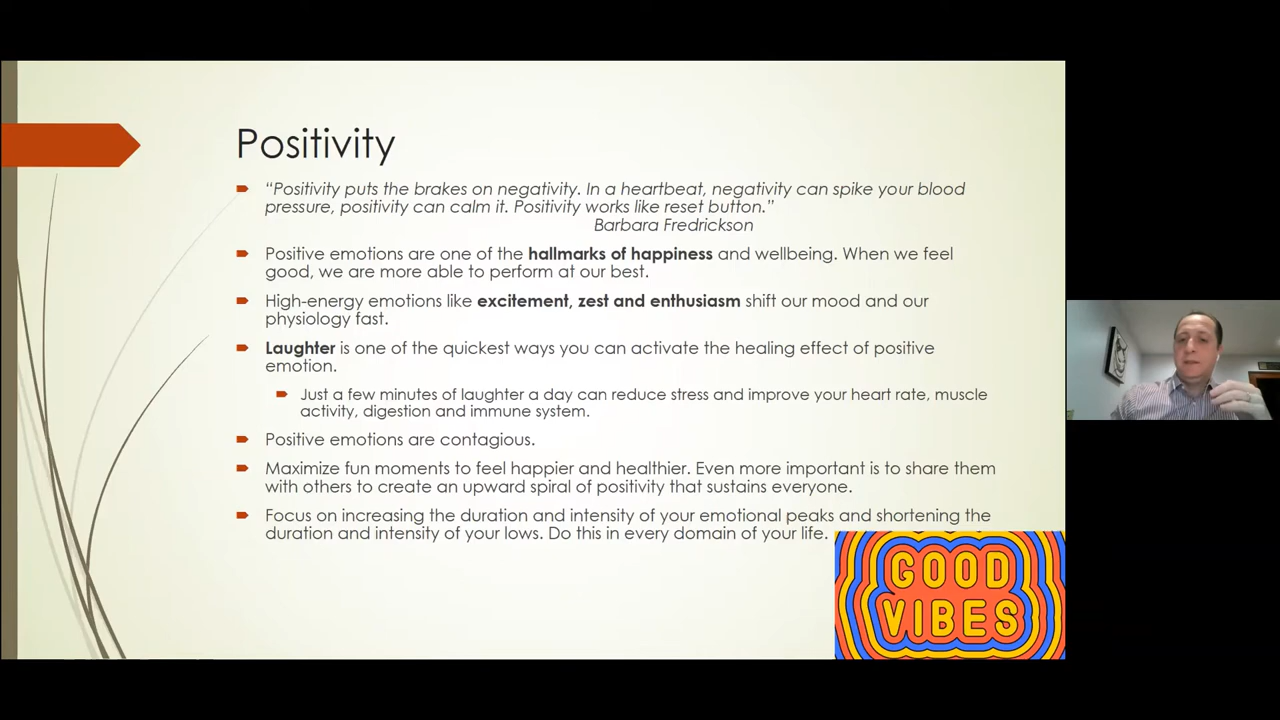 Positivity
“Positivity puts the brakes on negativity. In a heartbeat, negativity can spike your blood
pressure, positivity can calm it. Positivity works like reset button.”
Barbara Fredrickson
Positive emotions are one of the hallmarks of happiness and wellbeing. When we feel
good, we are more able to perform at our best.
High-energy emotions like excitement, zest and enthusiasm shift our mood and our
physiology fast.
Laughter is one of the quickest ways you can activate the healing effect of positive
emotion.
Just a few minutes of laughter a day can reduce stress and improve your heart rate, muscle
activity, digestion and immune system.
Positive emotions are contagious.
Maximize fun moments to feel happier and healthier. Even more important is to share them
with others to create an upward spiral of positivity that sustains everyone.
Focus on increasing the duration and intensity of your emotional peaks and shortening the
duration and intensity of your lows. Do this in every domain of your life.
GOOD
VIBES